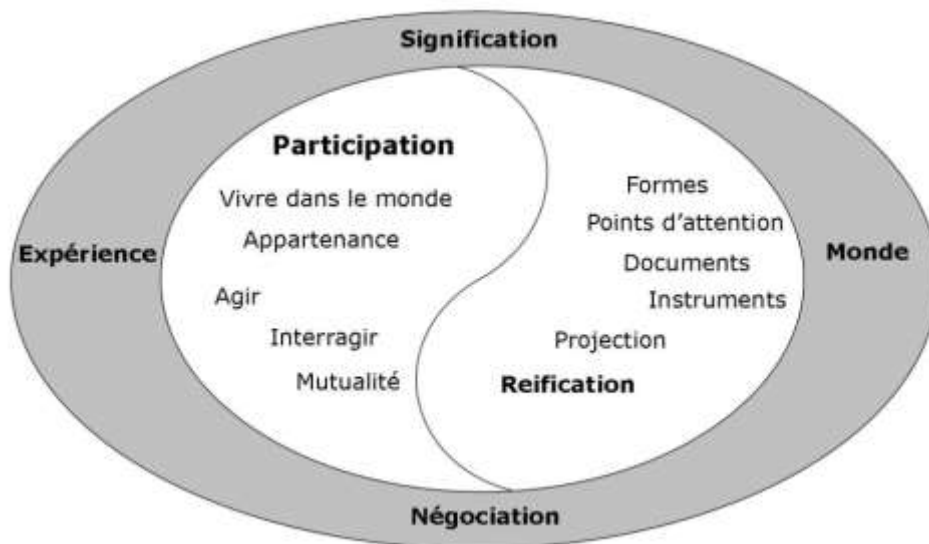 Signification
Participation
Vivre dans le monde
Appartenance
Agir
Interragir
Mutualité
Formes
Points d'attention
Documents
Instruments
Projection
Reification
Expérience
Monde
Négociation